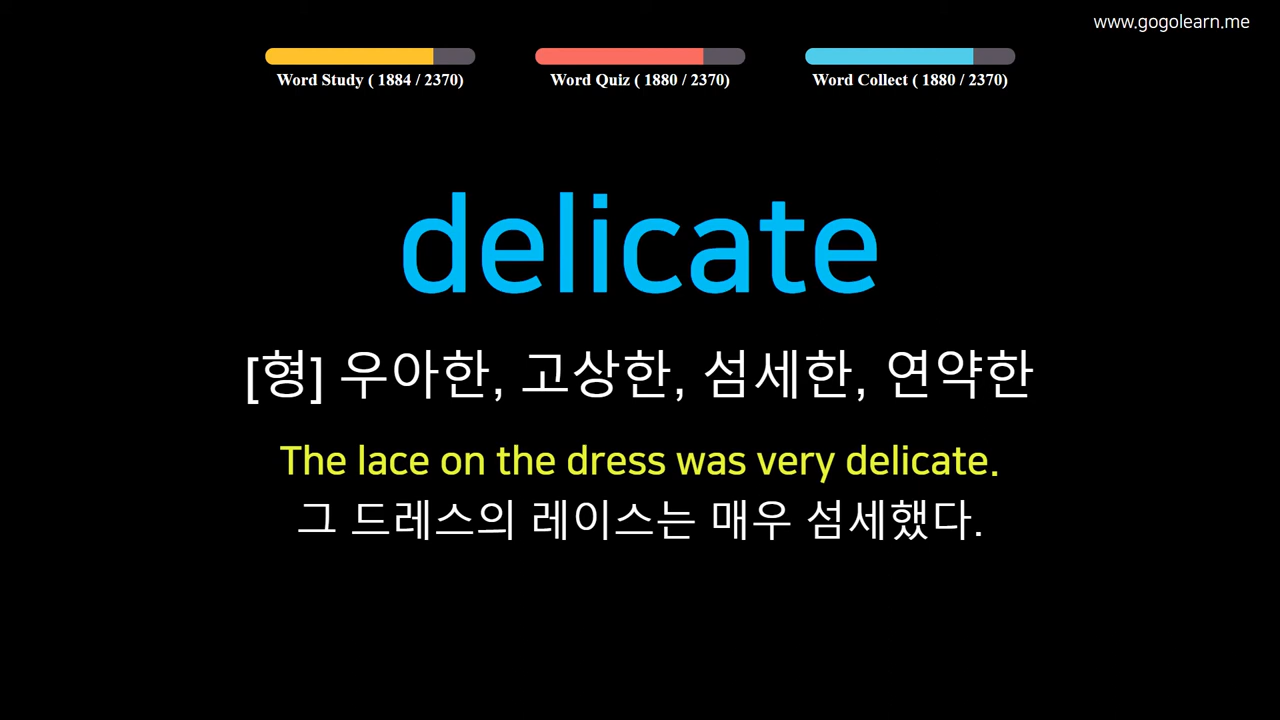 www.gogolearn.me
Word Study ( 1884 / 2370)
Word Quiz ( 1880 / 2370)
Word Collect ( 1880 / 2370)
delicate
[형] 우아한, 고상한, 섬세한, 연약한
The lace on the dress was very delicate.
그 드레스의 레이스는 매우 섬세했다.